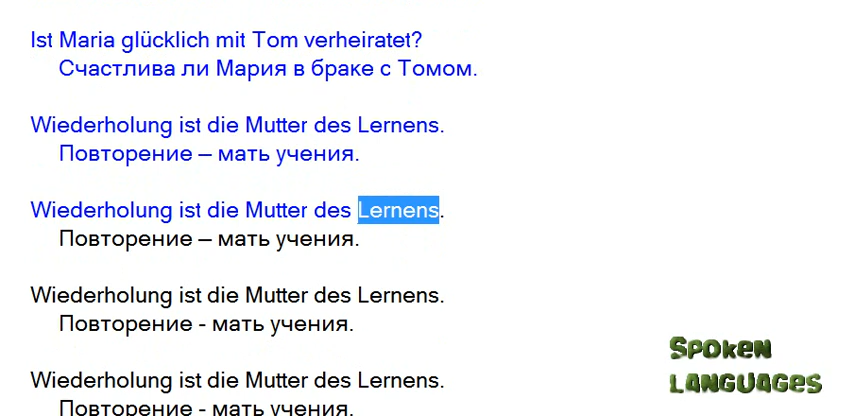 Ist Maria glücklich mit Tom verheiratet?
Счастлива ли Мария в браке с Томом.
Wiederholung ist die Mutter des Lernens.
Повторение – мать учения.
Wiederholung ist die Mutter des Lernens.
Повторение – мать учения.
Wiederholung ist die Mutter des Lernens.
Повторение - мать учения.
Wiederholung ist die Mutter des Lernens.
Повторение - мать учения.
Spoken
Languages